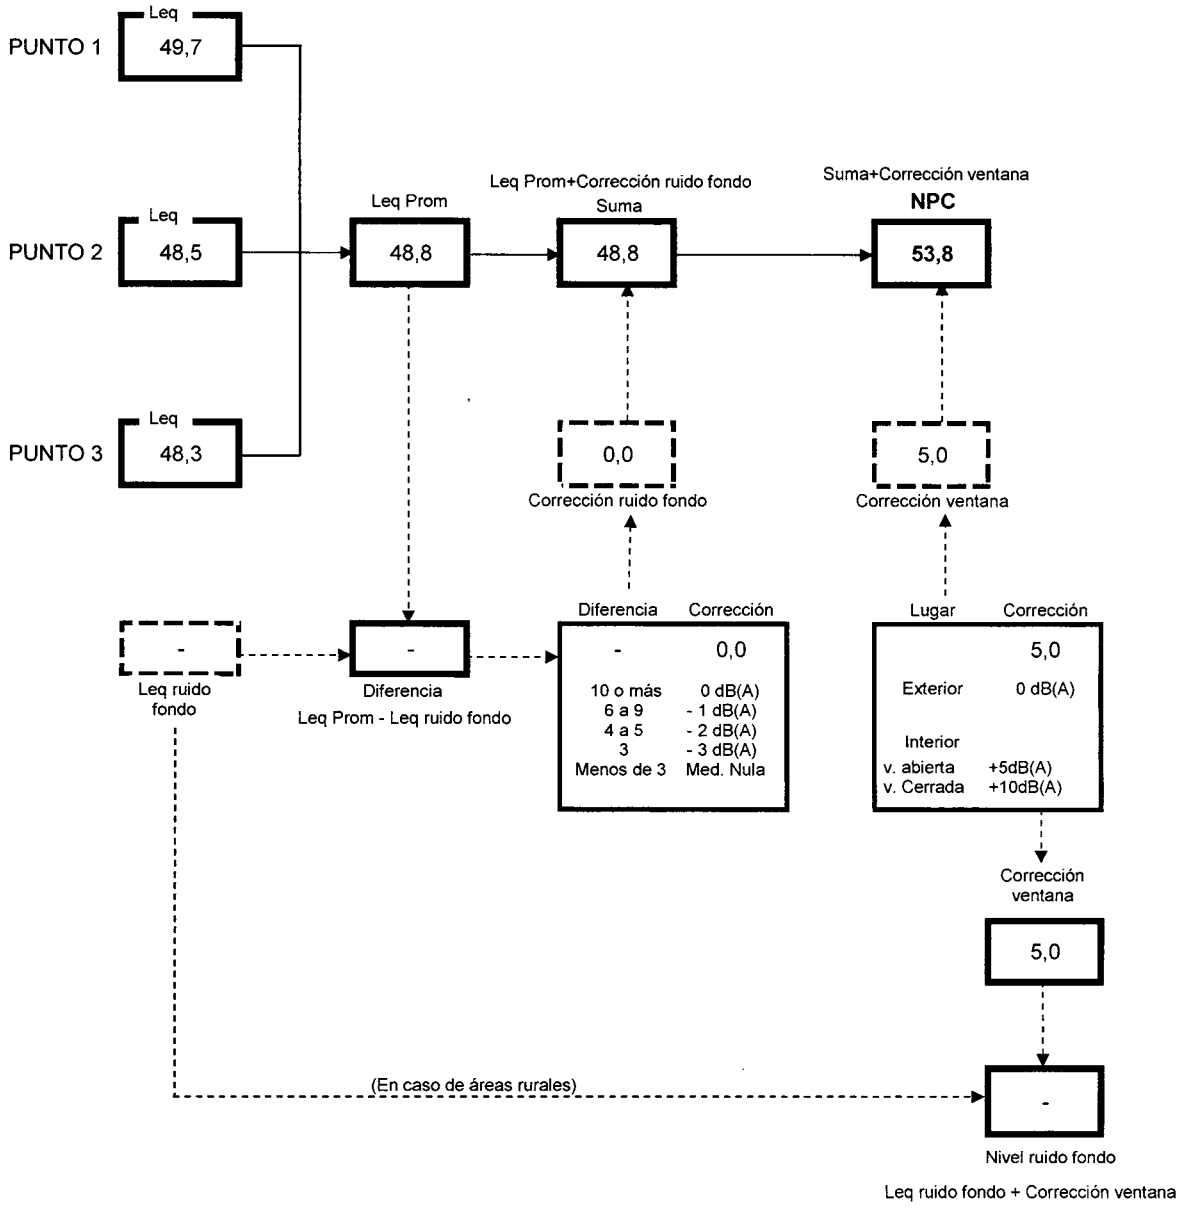 Leq
PUNTO 1
49,7
Leq Prom+Corrección ruido fondo
Suma+Corrección ventana
Leq Prom
Suma
NPC
Leq
PUNTO 2
48,5
48,8
48,8
53,8
Leq
PUNTO 3
48,3
0,0
5,0
Corrección ruido fondo
Corrección ventana
Diferencia Corrección
Lugar Corrección
-
-
- 0,0
5,0
Leq ruido
fondo
Diferencia
Leq Prom - Leq ruido fondo
10 o más 0 dB(A)
6 a 9 - 1 dB(A)
4 a 5 - 2 dB(A)
3 - 3 dB(A)
Menos de 3 Med. Nula
Exterior 0 dB(A)
Interior
v. abierta +5dB(A)
v. Cerrada +10dB(A)
Corrección
ventana
5,0
(En caso de áreas rurales)
-
Nivel ruido fondo
Leq ruido fondo + Corrección ventana